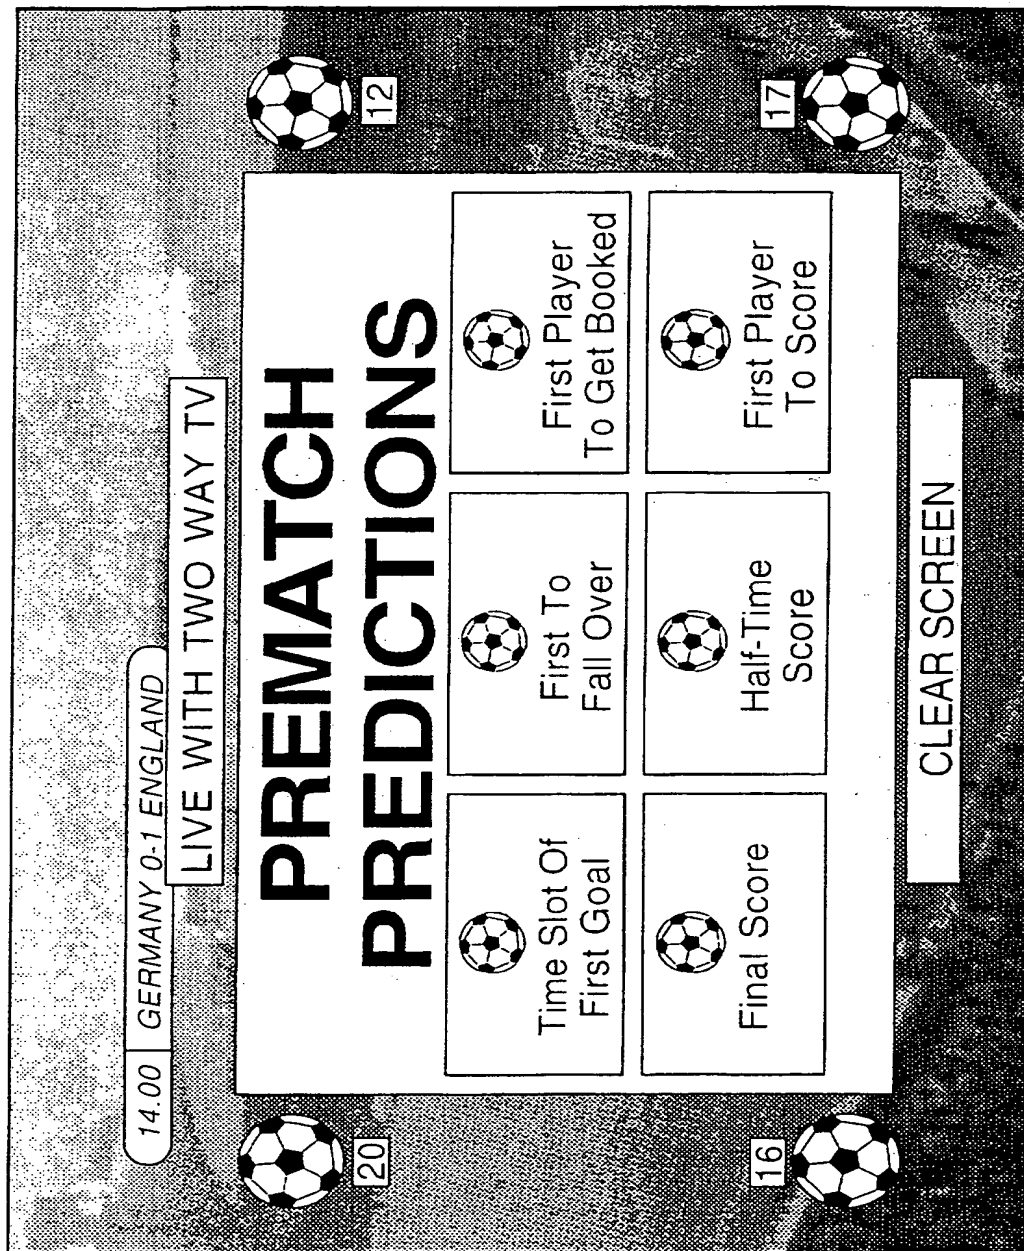 14.00 GERMANY 0-1 ENGLAND
LIVE WITH TWO WAY TV
20
12
PREMATCH
PREDICTIONS
Time Slot Of
First Goal
First To
Fall Over
First Player
To Get Booked
Final Score
Half-Time
Score
First Player
To Score
16
17
CLEAR SCREEN